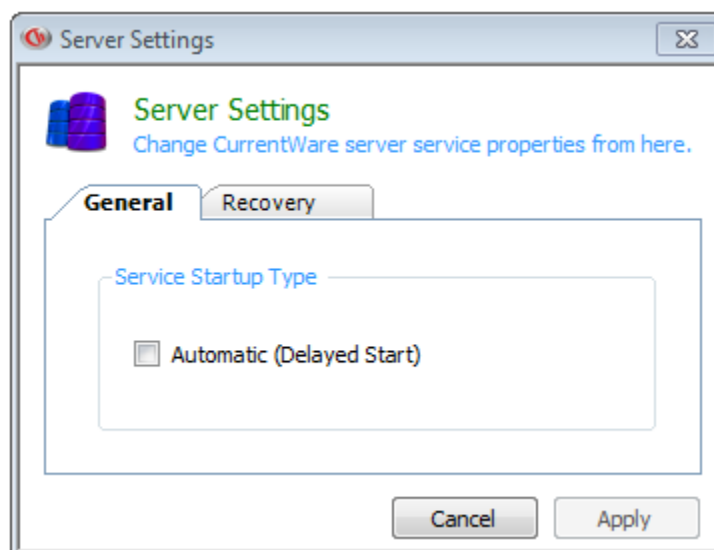 Server Settings
Server Settings
Change CurrentWare server service properties from here.
General Recovery
Service Startup Type
Automatic (Delayed Start)
Cancel Apply